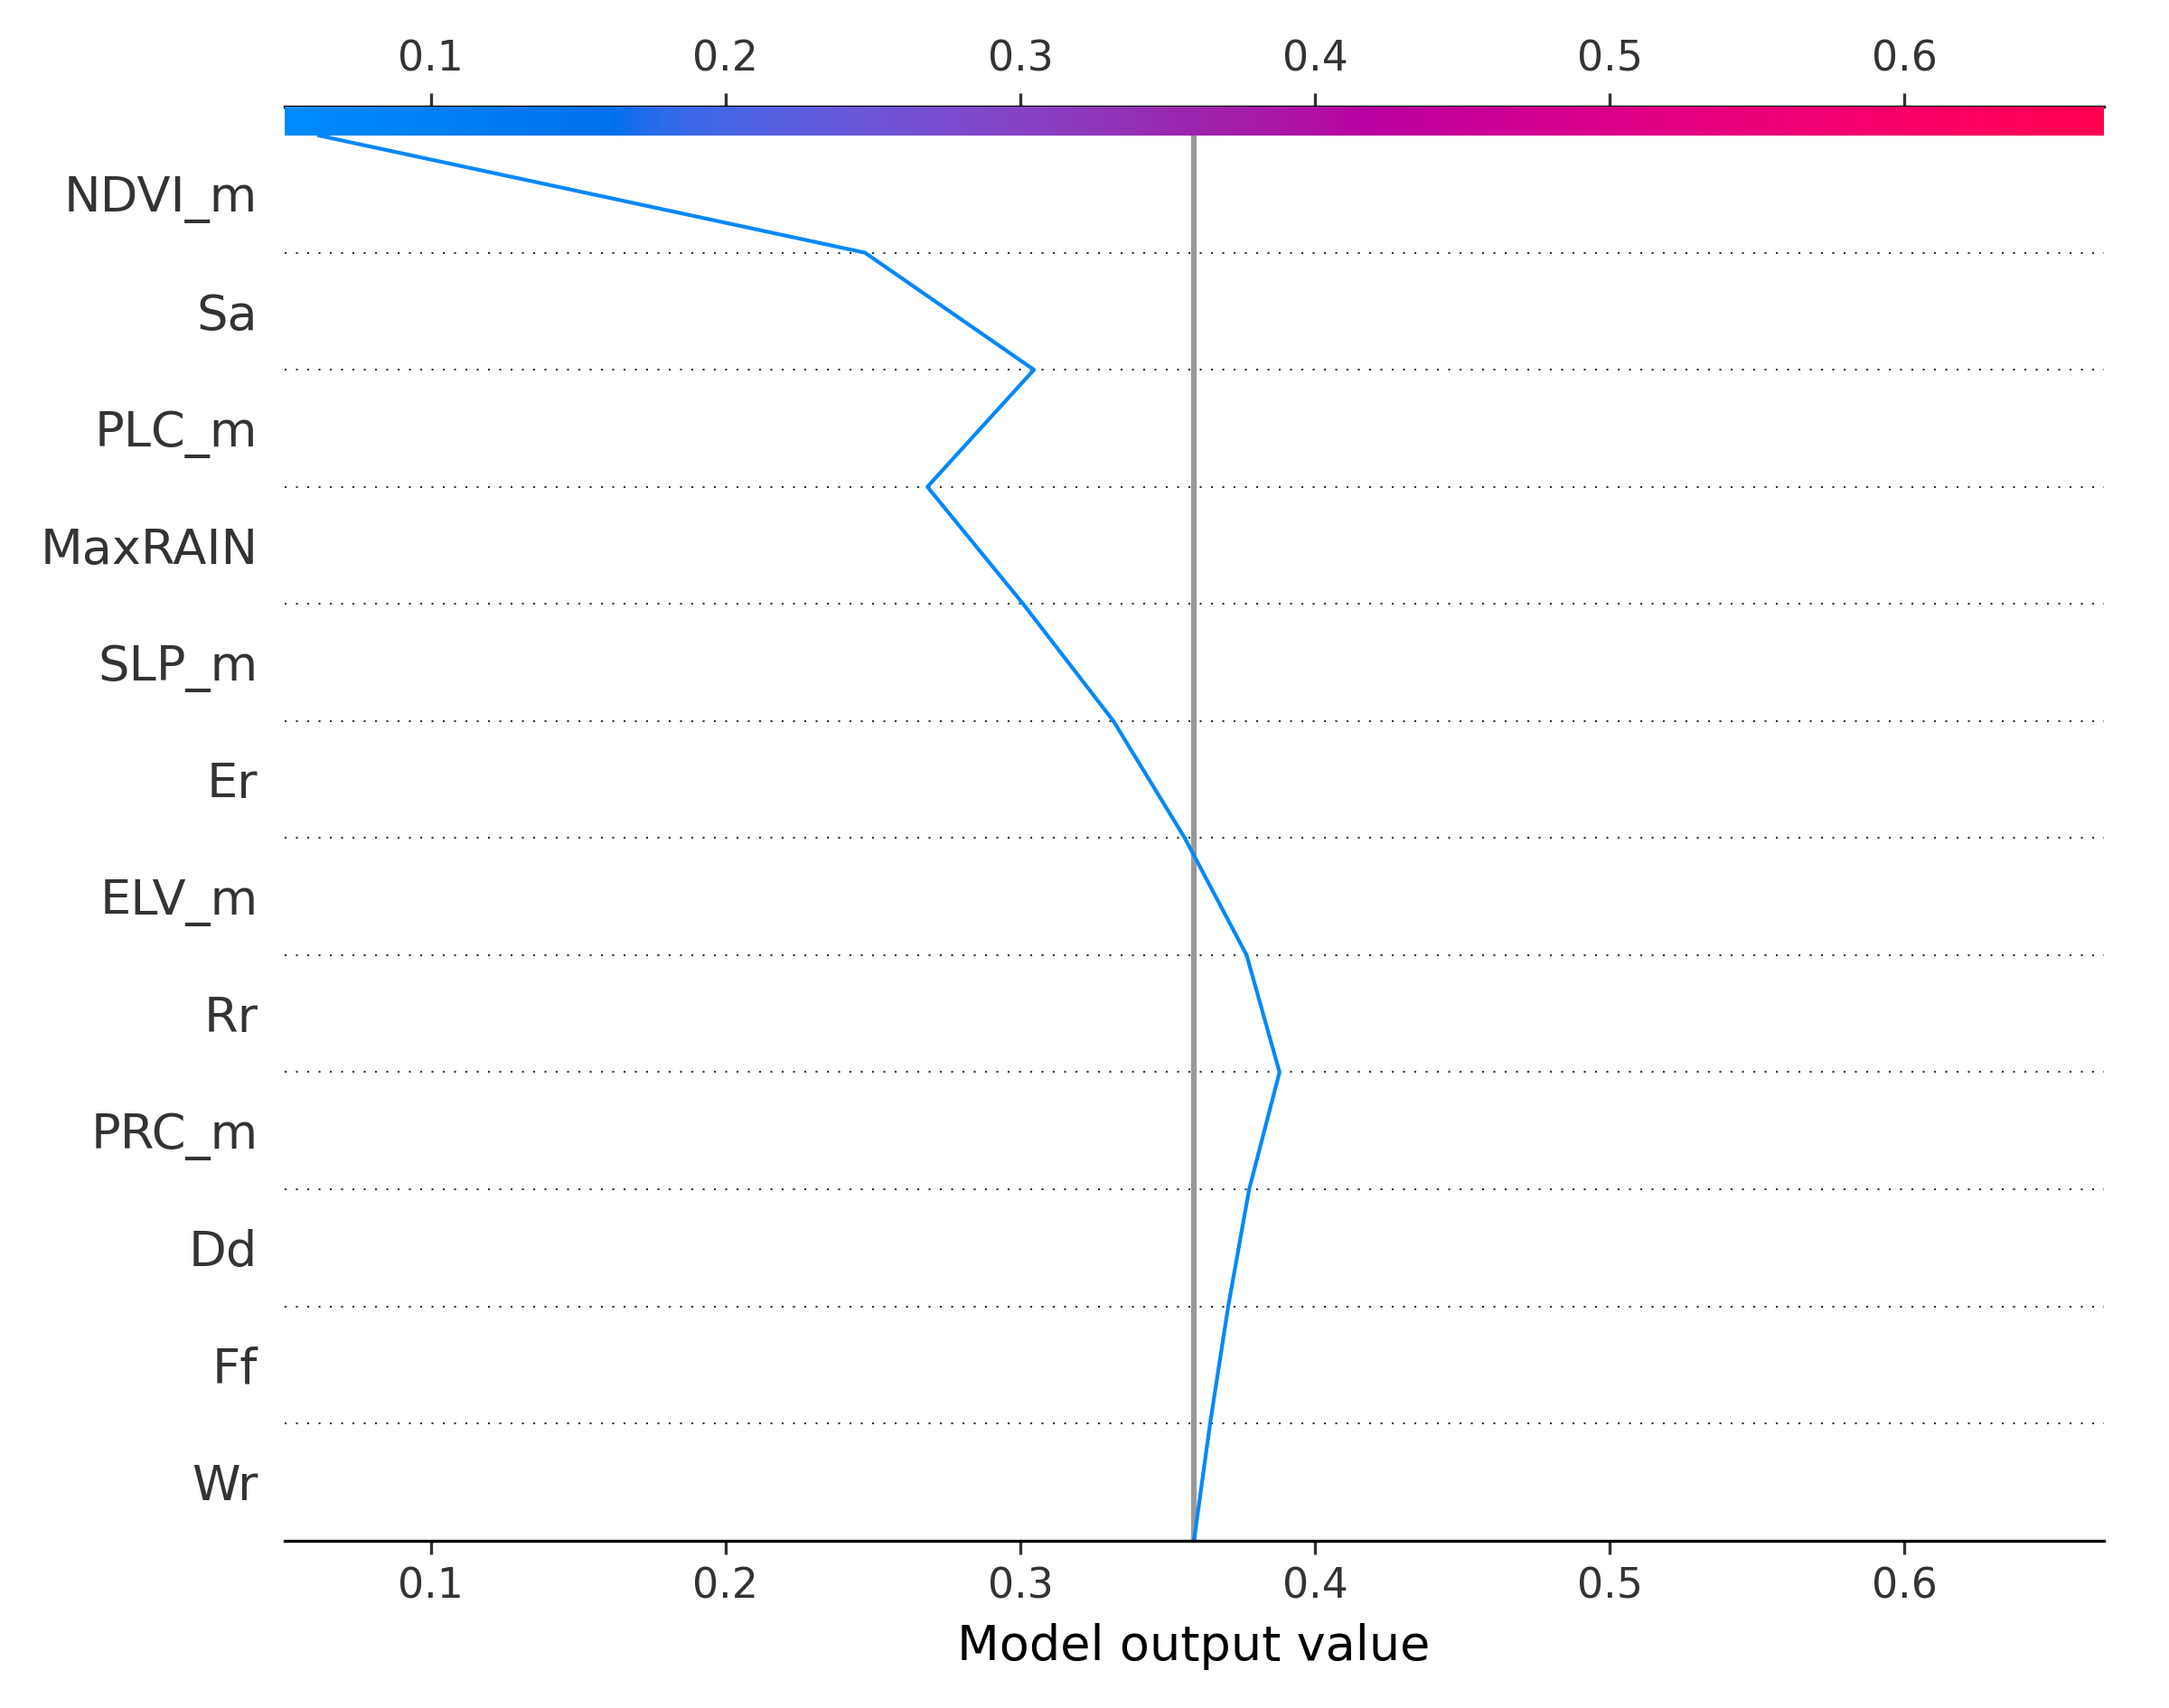 0.1 0.2 0.3 0.4 0.5 0.6
NDVI_m
Sa
PLC_m
MaxRAIN
SLP_m
Er
ELV_m
Rr
PRC_m
Dd
Ff
Wr
0.1 0.2 0.3 0.4 0.5 0.6
Model output value